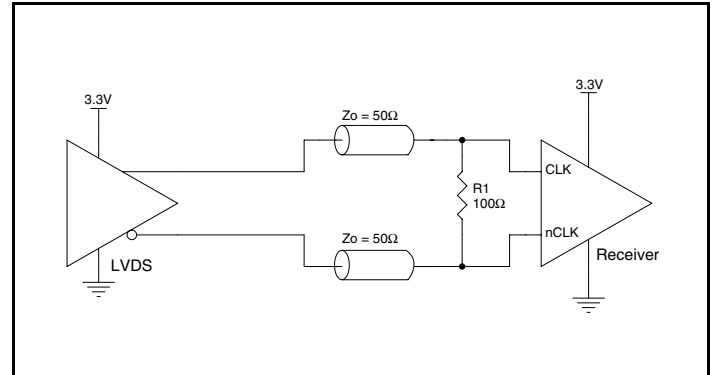 3.3V
3.3V
Zo = 50Ω
CLK
R1
100Ω
nCLK
Zo = 50Ω
Receiver
LVDS